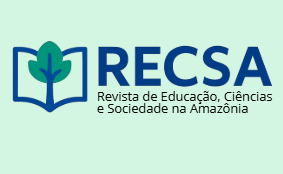 RECSA
Revista de Educação, Ciências
e Sociedade na Amazônia